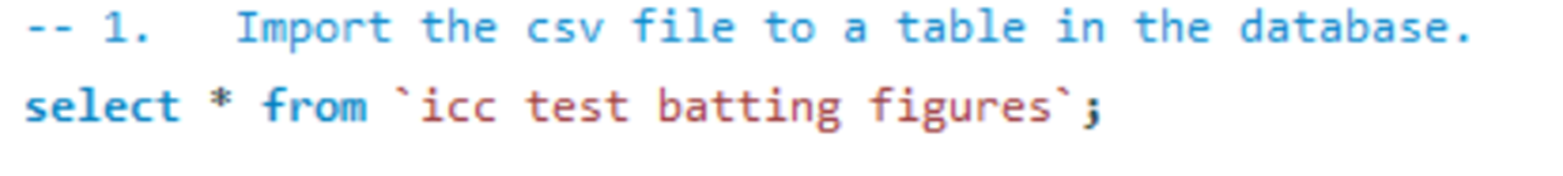 -- 1.   Import the csv file to a table in the database.
select * from `icc test batting figures`;